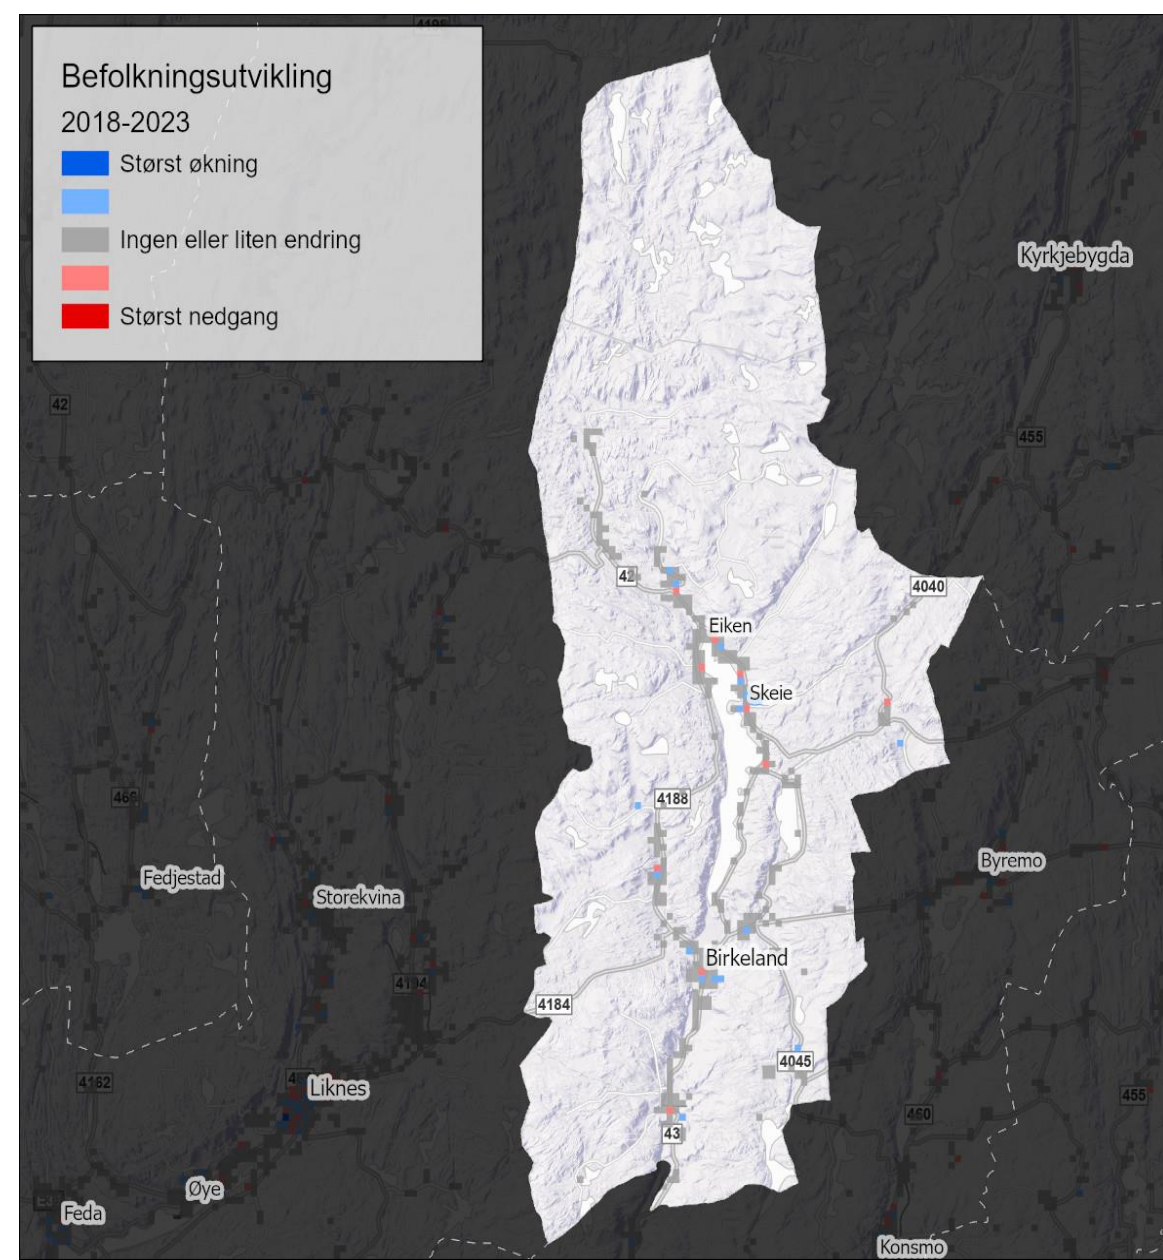 Befolkningsutvikling
2018-2023
Størst økning
Ingen eller liten endring
Størst nedgang
Kyrkjebygda
42
455
42
4040
Eiken
Skeie
4188
Byremo
Fedjestad
Storekvina
Birkeland
4194
4184
4045
4162
Liknes
455
460
43
Øye
Feda
Konsmo